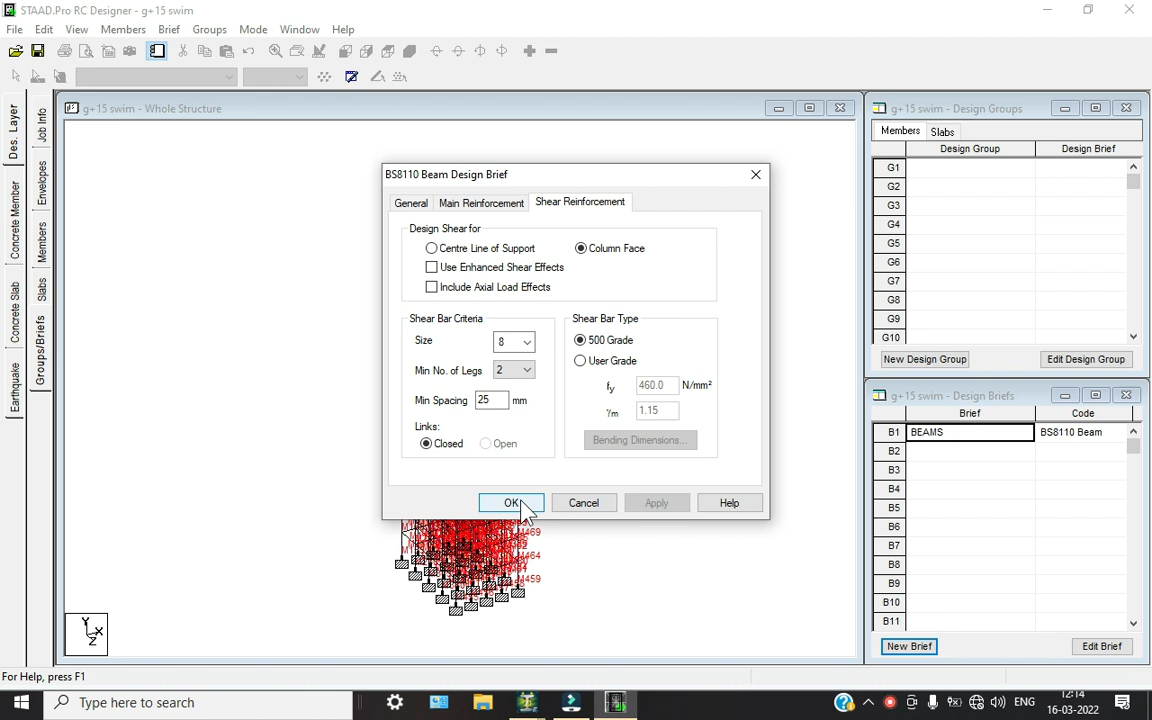 STAAD.Pro RC Designer - g+15 swim
File Edit View Members Brief Groups Mode Window Help
g+15 swim - Whole Structure
Des. Layer
Concrete Member
Concrete Slab
Earthquake
Job Info
Envelopes
Members
Slabs
Groups/Briefs
BS8110 Beam Design Brief
General Main Reinforcement Shear Reinforcement
Design Shear for
Centre Line of Support Column Face
Use Enhanced Shear Effects
Include Axial Load Effects
Shear Bar Criteria
Size 8
Min No. of Legs 2
Min Spacing 25 mm
Links:
Closed Open
Shear Bar Type
500 Grade
User Grade
fy 460.0 N/mm²
γm 1.15
Bending Dimensions...
OK Cancel Apply Help
M469
M464
M459
Y
X
Z
g+15 swim - Design Groups
Members Slabs
Design Group Design Brief
G1
G2
G3
G4
G5
G6
G7
G8
G9
G10
New Design Group Edit Design Group
g+15 swim - Design Briefs
Brief Code
B1 BEAMS BS8110 Beam
B2
B3
B4
B5
B6
B7
B8
B9
B10
B11
New Brief Edit Brief
For Help, press F1
Type here to search
ENG
12:14
16-03-2022